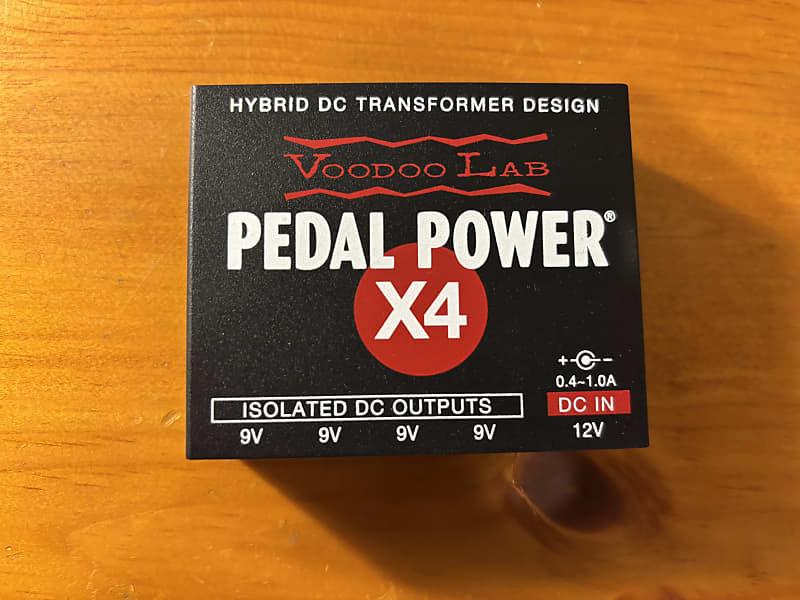 HYBRID DC TRANSFORMER DESIGN
VOODOO LAB
PEDAL POWER®
X4
+ -
0.4~1.0A
ISOLATED DC OUTPUTS DC IN
9V 9V 9V 9V 12V